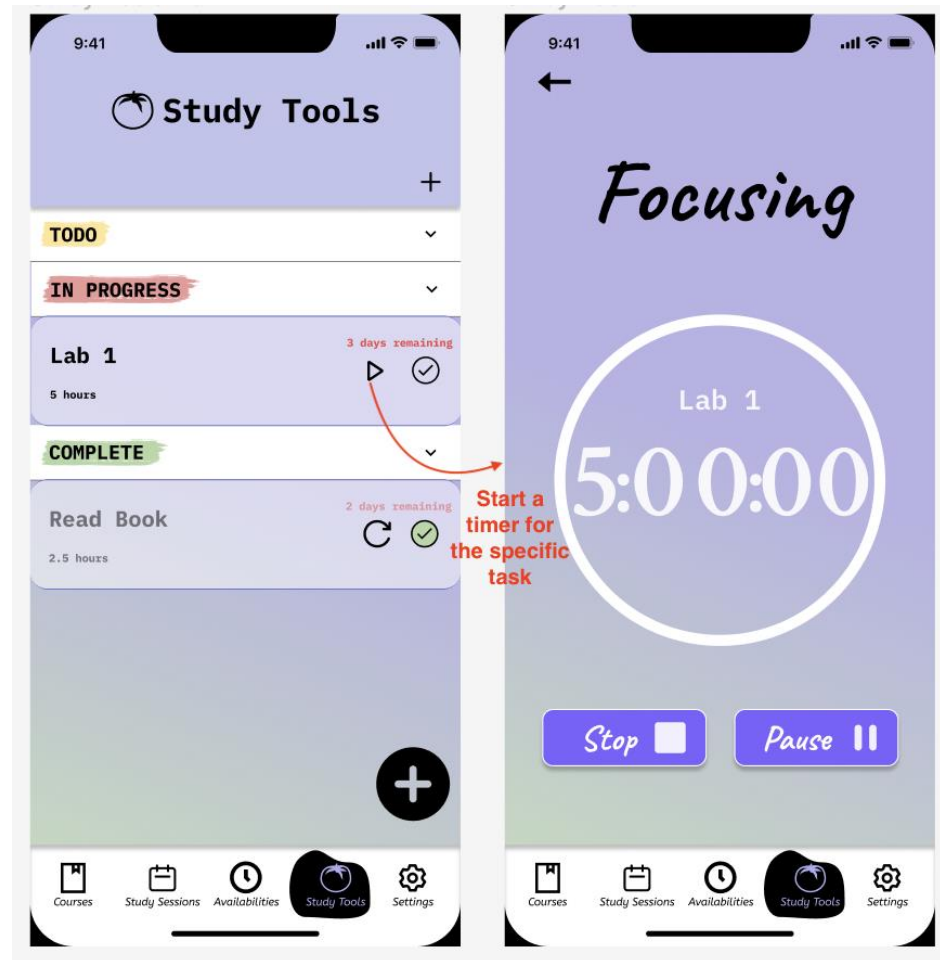 9:41
Study Tools
TODO
IN PROGRESS
Lab 1
3 days remaining
5 hours
COMPLETE
Read Book
2 days remaining
2.5 hours
Courses
Study Sessions
Availabilities
Study Tools
Settings
Start a
timer for
the specific
task
9:41
Focusing
Lab 1
5:00:00
Stop
Pause
Courses
Study Sessions
Availabilities
Study Tools
Settings